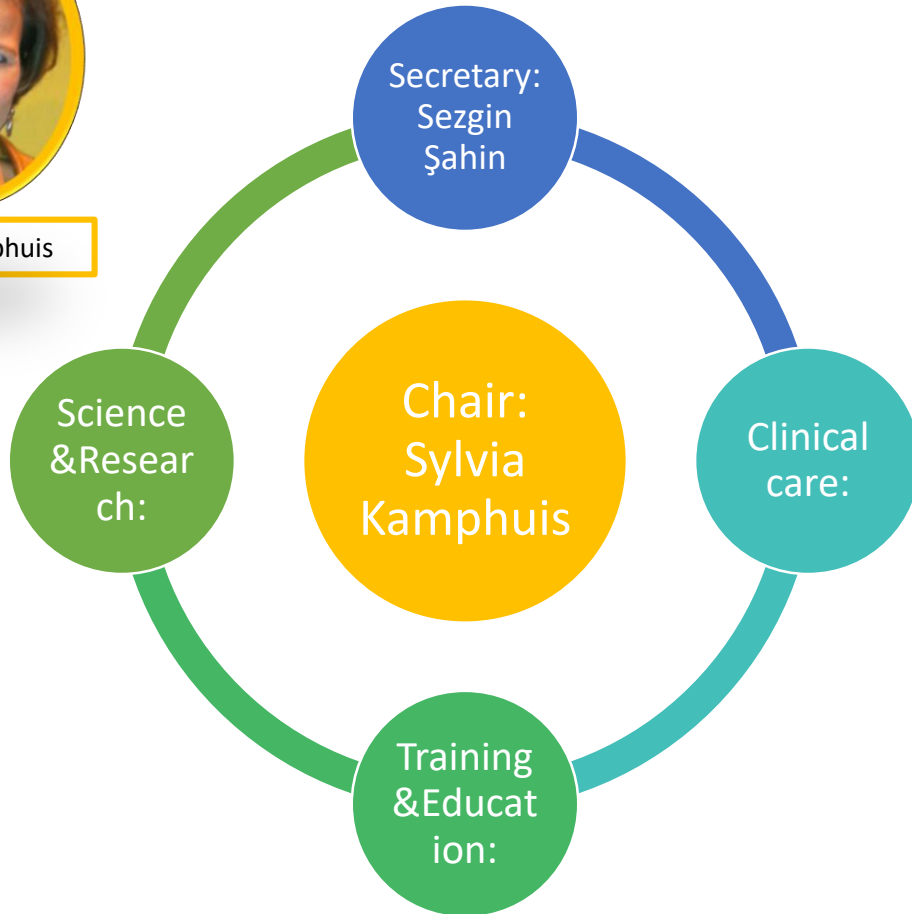 Secretary:
Sezgin
Şahin
phuis
Science
&Resear
ch:
Chair:
Sylvia
Kamphuis
Clinical
care:
Training
&Educat
ion: